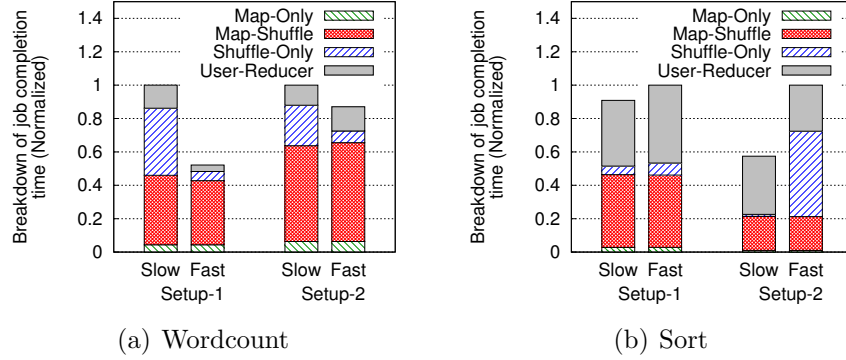 Breakdown of job completion
time (Normalized)
1.4
1.2
1
0.8
0.6
0.4
0.2
0
Map-Only
Map-Shuffle
Shuffle-Only
User-Reducer
Slow Fast Slow Fast
Setup-1 Setup-2
(a) Wordcount
Breakdown of job completion
time (Normalized)
1.4
1.2
1
0.8
0.6
0.4
0.2
0
Map-Only
Map-Shuffle
Shuffle-Only
User-Reducer
Slow Fast Slow Fast
Setup-1 Setup-2
(b) Sort